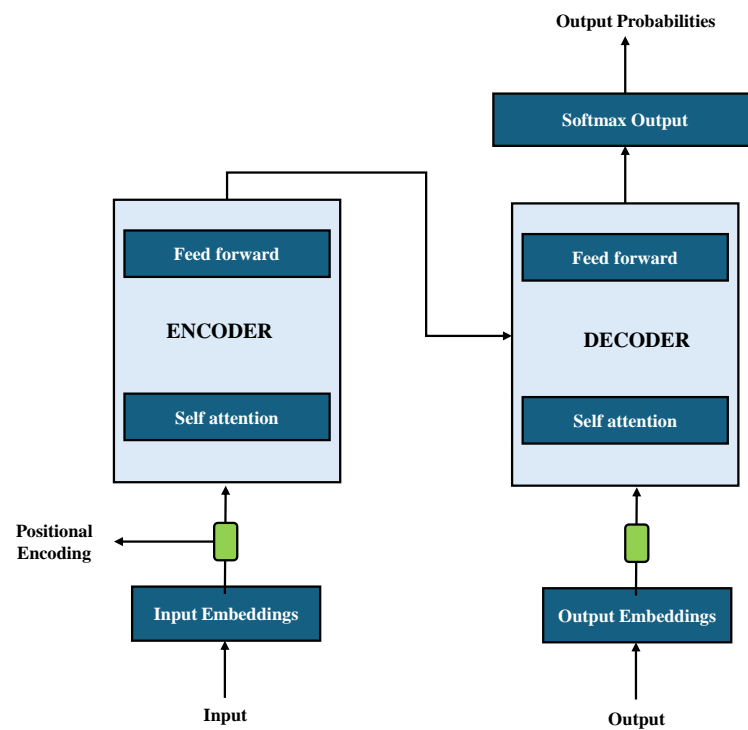 Output Probabilities
Softmax Output
Feed forward
ENCODER
Self attention
Feed forward
DECODER
Self attention
Positional
Encoding
Input Embeddings
Output Embeddings
Input
Output